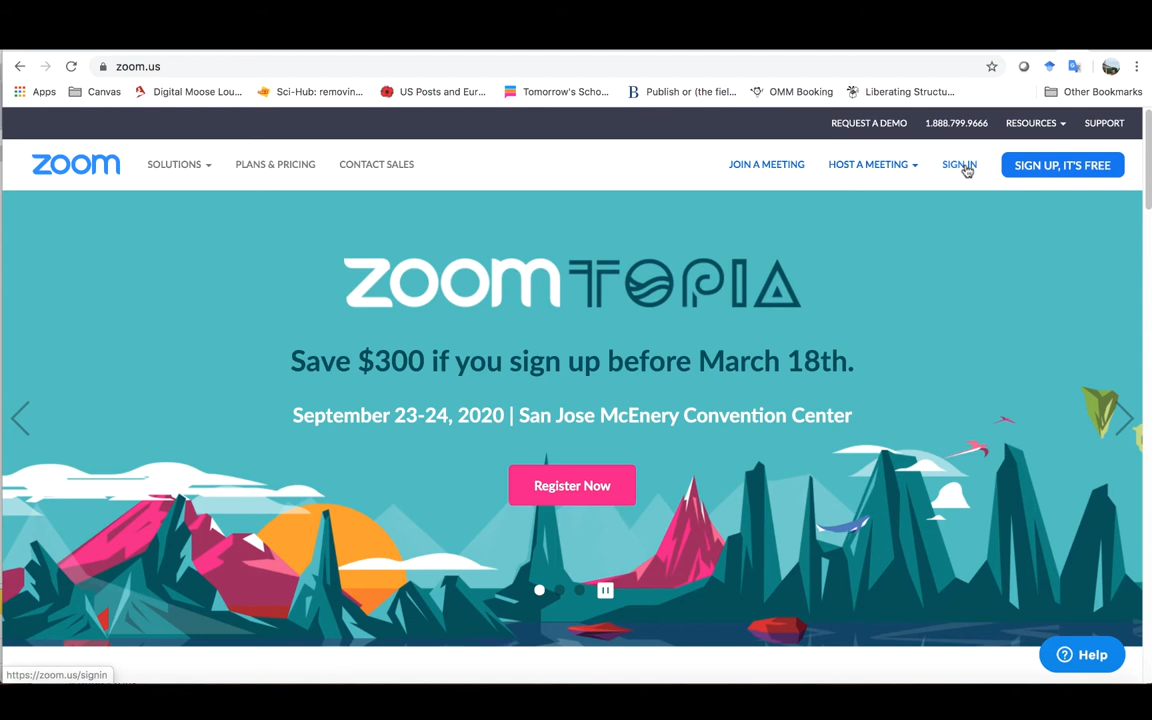 zoom.us
Apps Canvas Digital Moose Lou... Sci-Hub: removin... US Posts and Eur... Tomorrow's Scho... B Publish or (the fiel... OMM Booking Liberating Structu... Other Bookmarks
REQUEST A DEMO 1.888.799.9666 RESOURCES SUPPORT
zoom SOLUTIONS PLANS & PRICING CONTACT SALES JOIN A MEETING HOST A MEETING SIGN IN SIGN UP, IT'S FREE
zoomTOPIA
Save $300 if you sign up before March 18th.
September 23-24, 2020 | San Jose McEnery Convention Center
Register Now
Help
https://zoom.us/signin